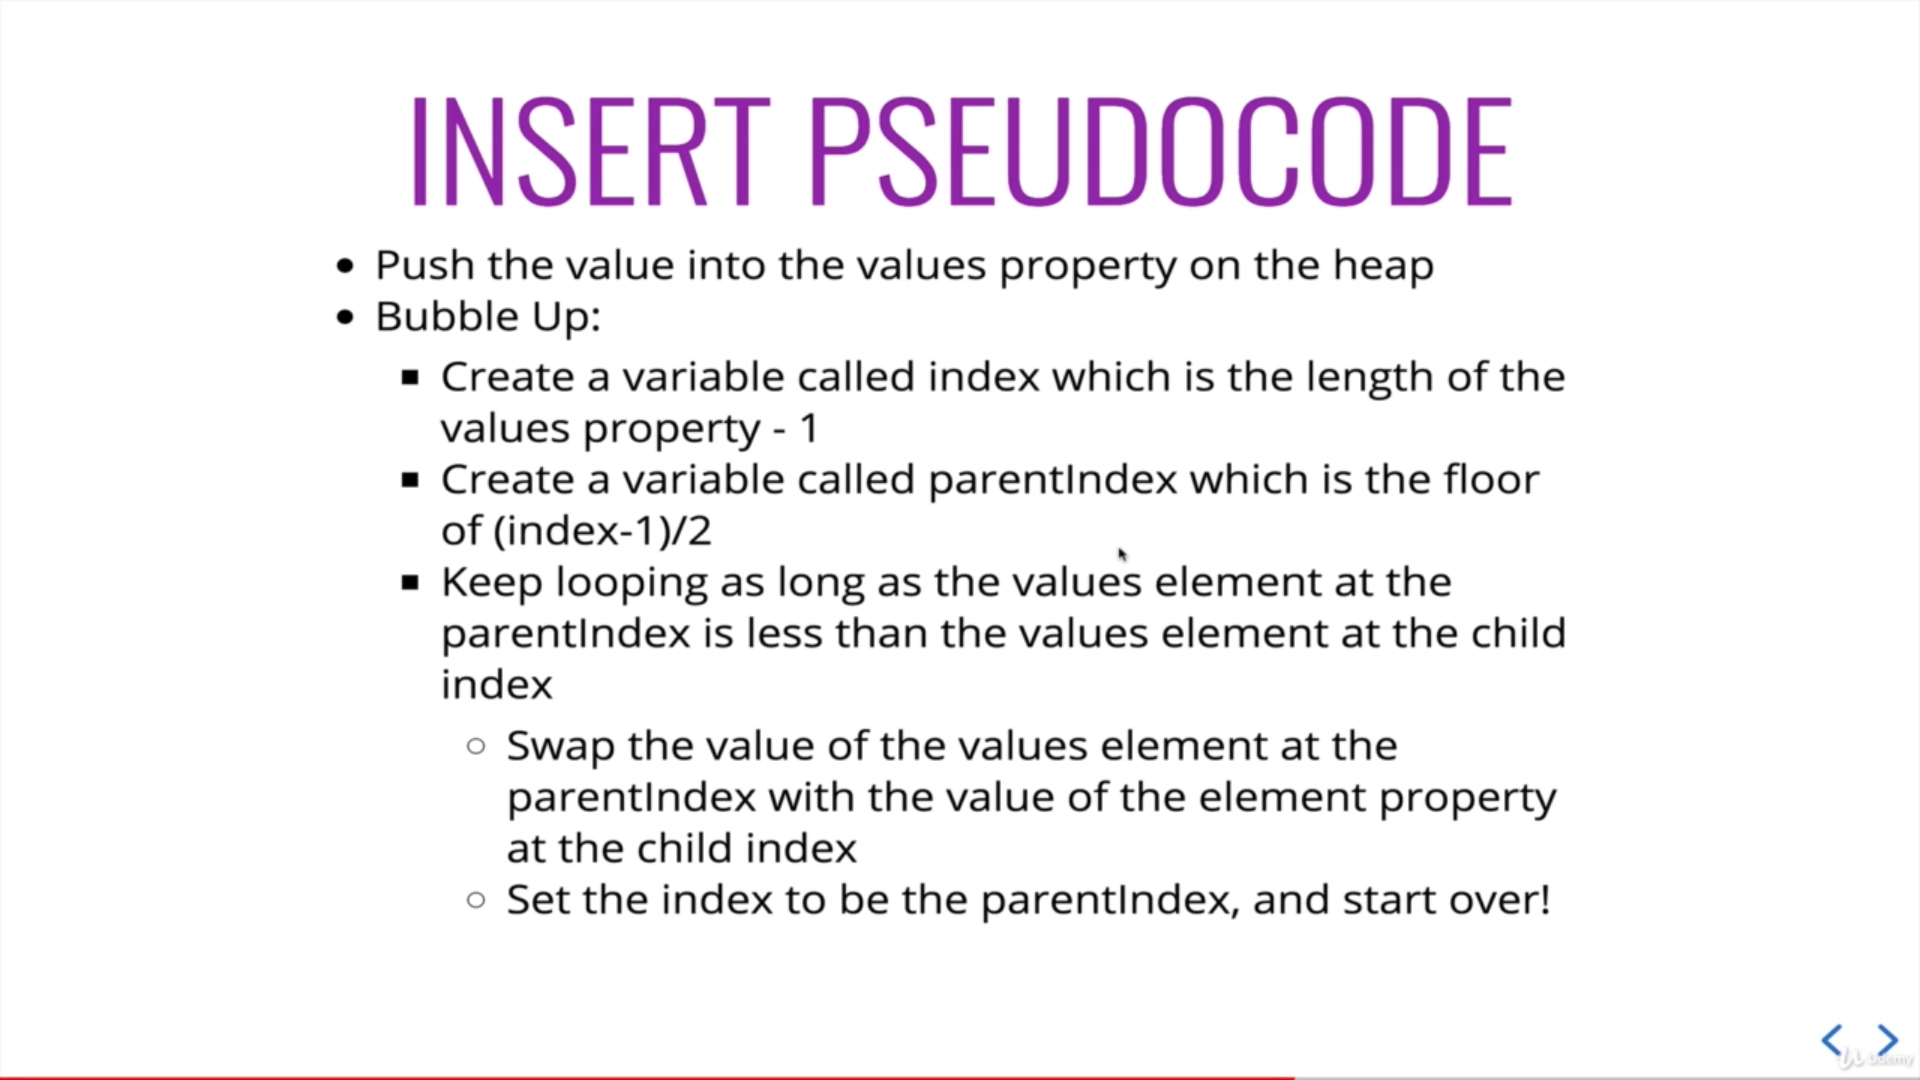 INSERT PSEUDOCODE
• Push the value into the values property on the heap
• Bubble Up:
▪ Create a variable called index which is the length of the
values property - 1
▪ Create a variable called parentIndex which is the floor
of (index-1)/2
▪ Keep looping as long as the values element at the
parentIndex is less than the values element at the child
index
○ Swap the value of the values element at the
parentIndex with the value of the element property
at the child index
○ Set the index to be the parentIndex, and start over!
Udemy